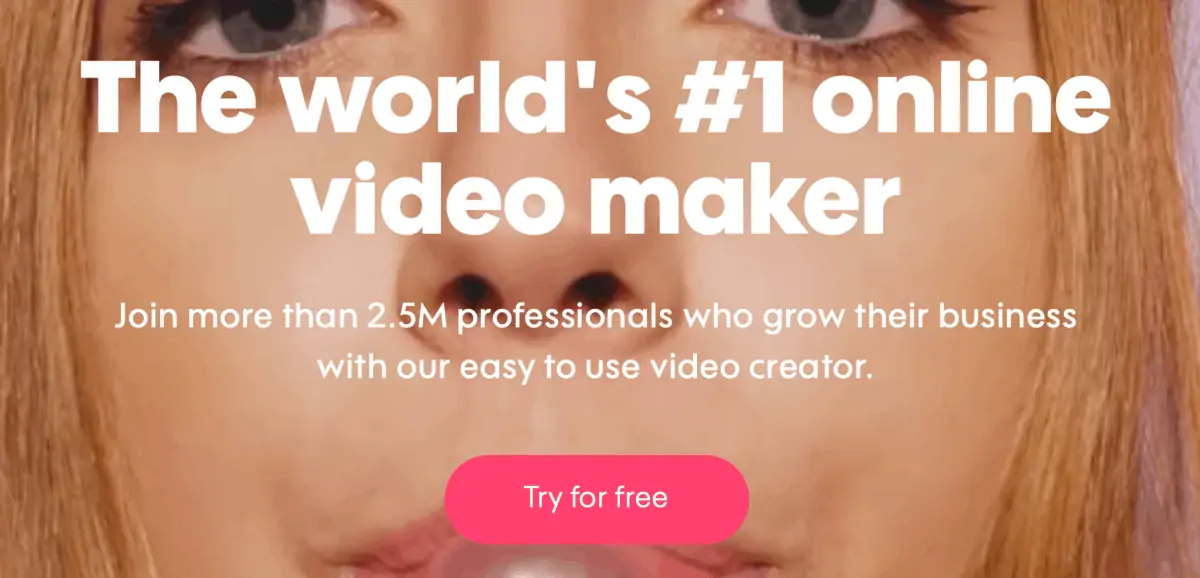 The world's #1 online
video maker
Join more than 2.5M professionals who grow their business
with our easy to use video creator.
Try for free